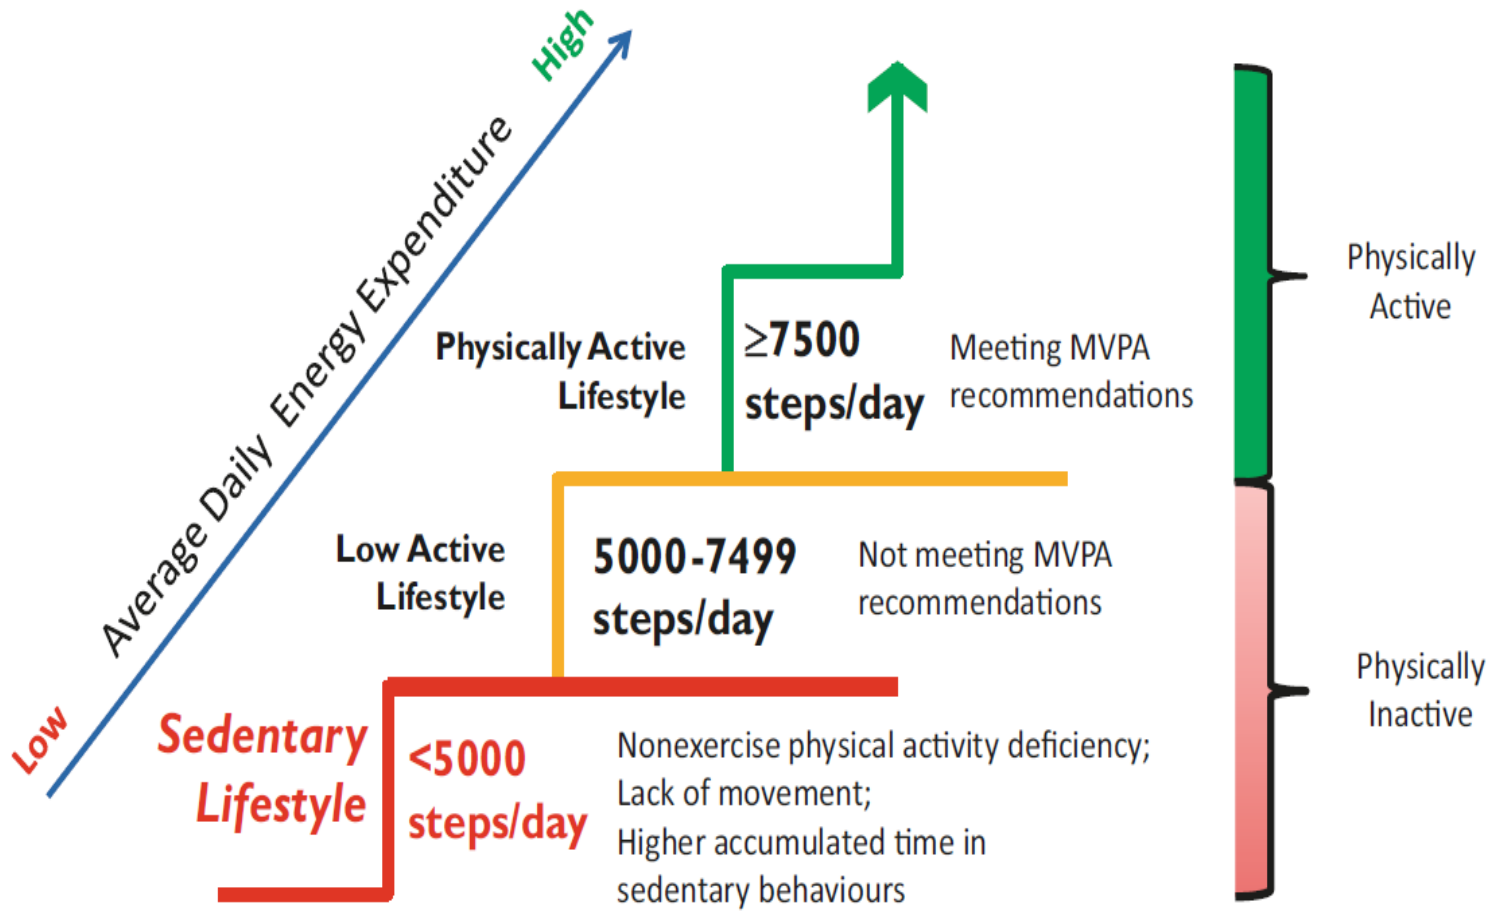 High
Average Daily Energy Expenditure
Low
Physically Active
Lifestyle
≥7500
steps/day
Meeting MVPA
recommendations
Physically
Active
Low Active
Lifestyle
5000-7499
steps/day
Not meeting MVPA
recommendations
Sedentary
Lifestyle
<5000
steps/day
Nonexercise physical activity deficiency;
Lack of movement;
Higher accumulated time in
sedentary behaviours
Physically
Inactive